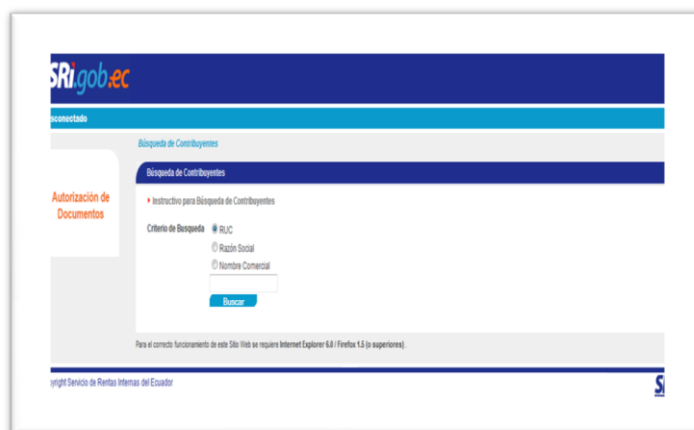 SRi.gob.ec
sconectado
Búsqueda de Contribuyentes
Búsqueda de Contribuyentes
Autorización de
Documentos
Instructivo para Búsqueda de Contribuyentes
Criterio de Busqueda RUC
Razón Social
Nombre Comercial
Buscar
Para el correcto funcionamiento de este Sitio Web se requiere Internet Explorer 6.0 / Firefox 1.5 (o superiores) .
yright Servicio de Rentas Internas del Ecuador
S